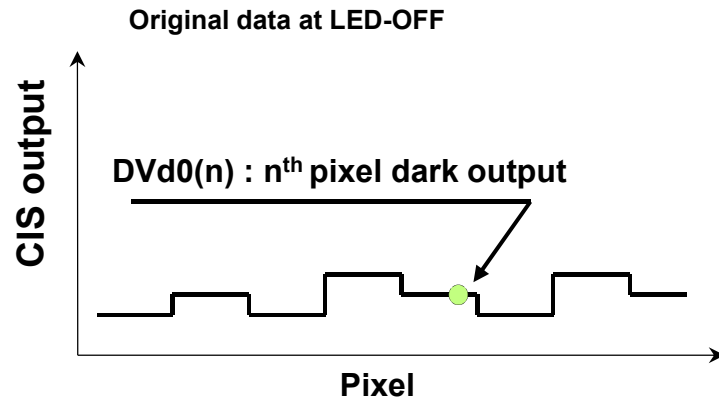 Original data at LED-OFF
CIS output
DVd0(n) : nth pixel dark output
Pixel